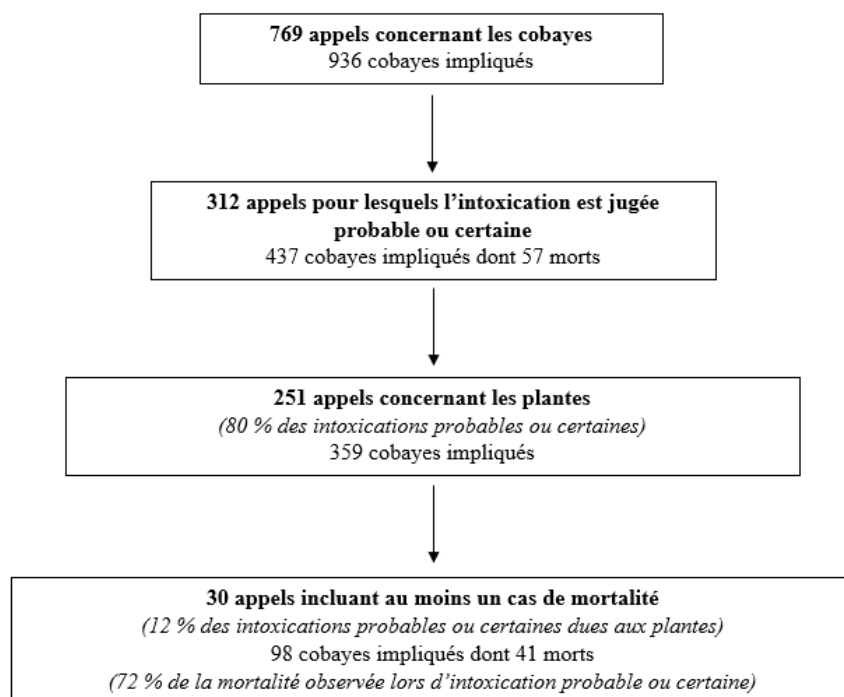 769 appels concernant les cobayes
936 cobayes impliqués
312 appels pour lesquels l'intoxication est jugée
probable ou certaine
437 cobayes impliqués dont 57 morts
251 appels concernant les plantes
(80 % des intoxications probables ou certaines)
359 cobayes impliqués
30 appels incluant au moins un cas de mortalité
(12 % des intoxications probables ou certaines dues aux plantes)
98 cobayes impliqués dont 41 morts
(72 % de la mortalité observée lors d'intoxication probable ou certaine)